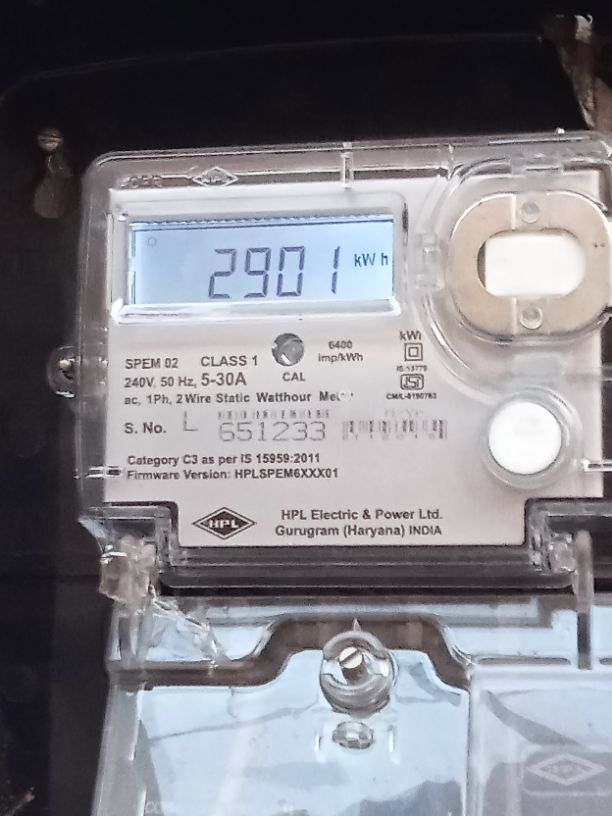 2901 kWh
6400
imp/kWh
kWh
SPEM 02 CLASS 1
CAL
IS:13779
240V, 50 Hz, 5-30A
ac, 1Ph, 2 Wire Static Watthour
S. No. L 651233
Category C3 as per IS 15959:2011
Firmware Version: HPLSPEM6XXX01
HPL
HPL Electric & Power Ltd.
Gurugram (Haryana) INDIA